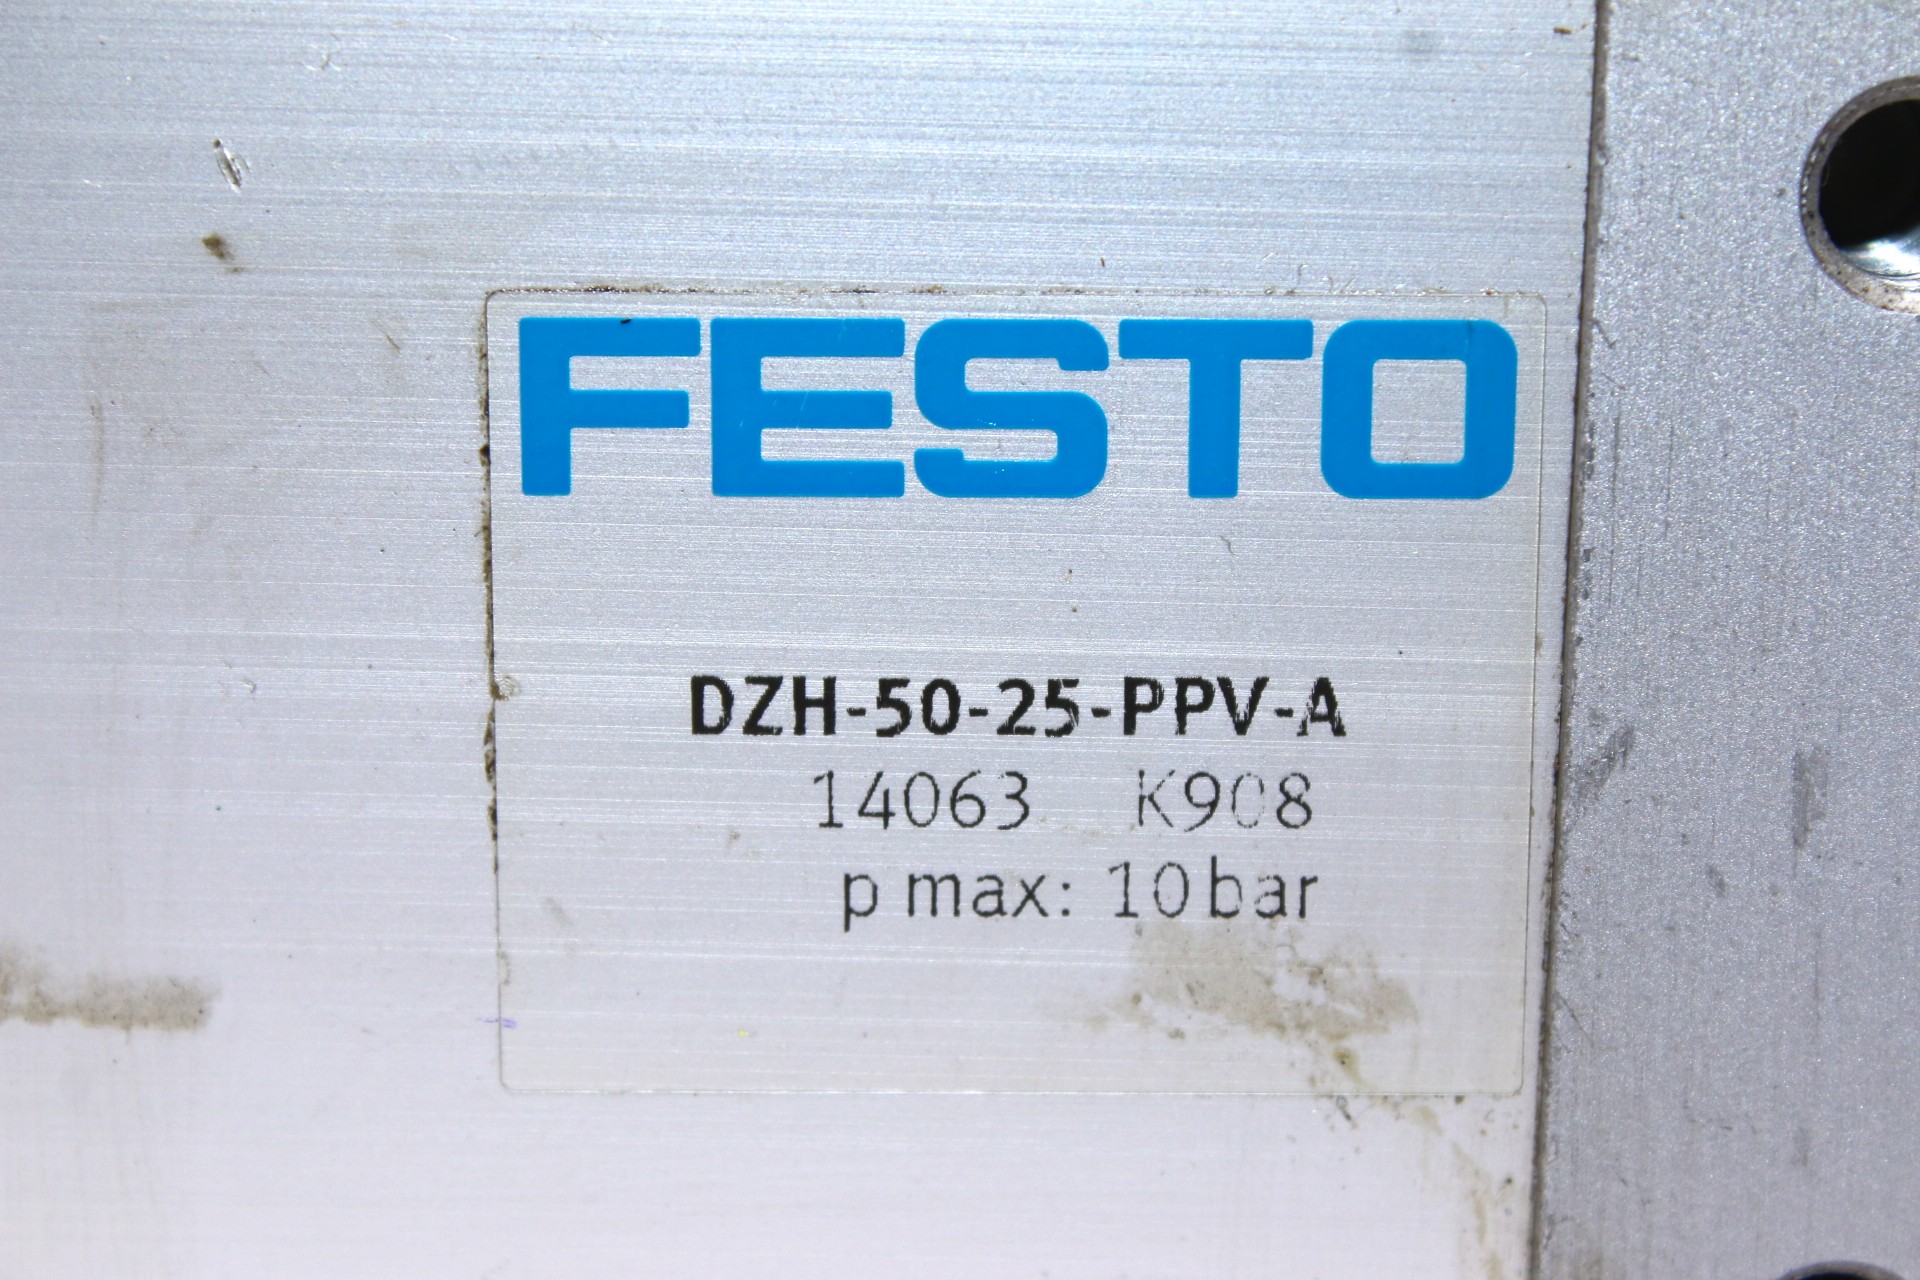 FESTO
DZH-50-25-PPV-A
14063 K908
p max: 10 bar